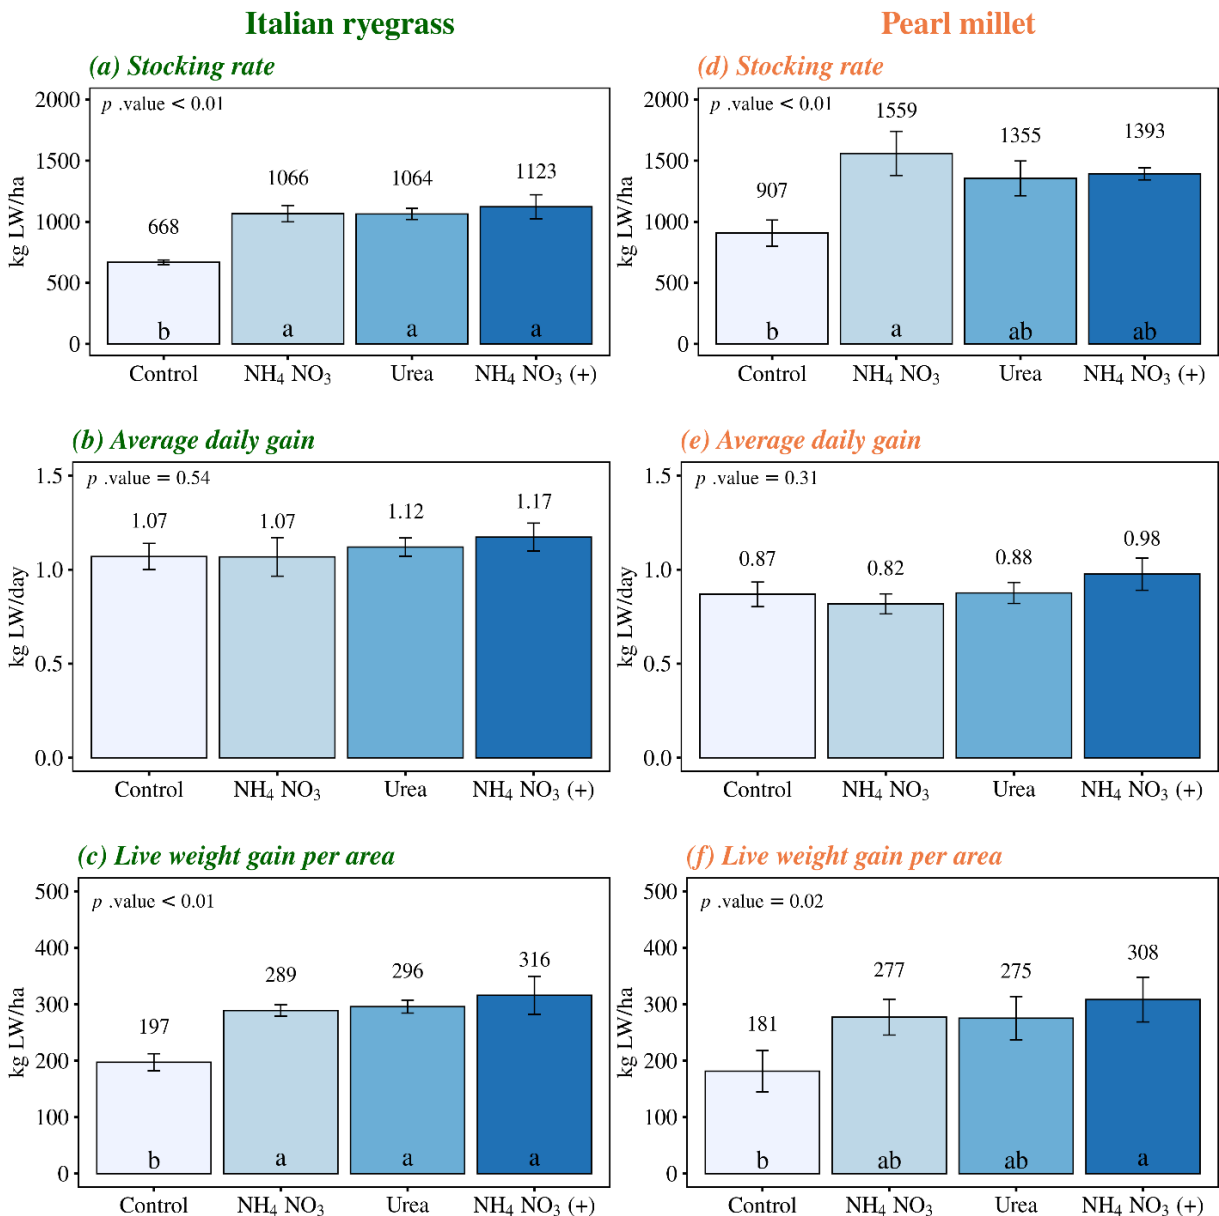 Italian ryegrass
Pearl millet
(a) Stocking rate
p .value < 0.01
kg LW/ha
2000
1500
1000
500
0
668
1066
1064
1123
b
a
a
a
Control
NH₄ NO₃
Urea
NH₄ NO₃ (+)
(d) Stocking rate
p .value < 0.01
kg LW/ha
2000
1500
1000
500
0
907
1559
1355
1393
b
a
ab
ab
Control
NH₄ NO₃
Urea
NH₄ NO₃ (+)
(b) Average daily gain
p .value = 0.54
kg LW/day
1.5
1.0
0.5
0.0
1.07
1.07
1.12
1.17
Control
NH₄ NO₃
Urea
NH₄ NO₃ (+)
(e) Average daily gain
p .value = 0.31
kg LW/day
1.5
1.0
0.5
0.0
0.87
0.82
0.88
0.98
Control
NH₄ NO₃
Urea
NH₄ NO₃ (+)
(c) Live weight gain per area
p .value < 0.01
kg LW/ha
500
400
300
200
100
0
197
289
296
316
b
a
a
a
Control
NH₄ NO₃
Urea
NH₄ NO₃ (+)
(f) Live weight gain per area
p .value = 0.02
kg LW/ha
500
400
300
200
100
0
181
277
275
308
b
ab
ab
a
Control
NH₄ NO₃
Urea
NH₄ NO₃ (+)